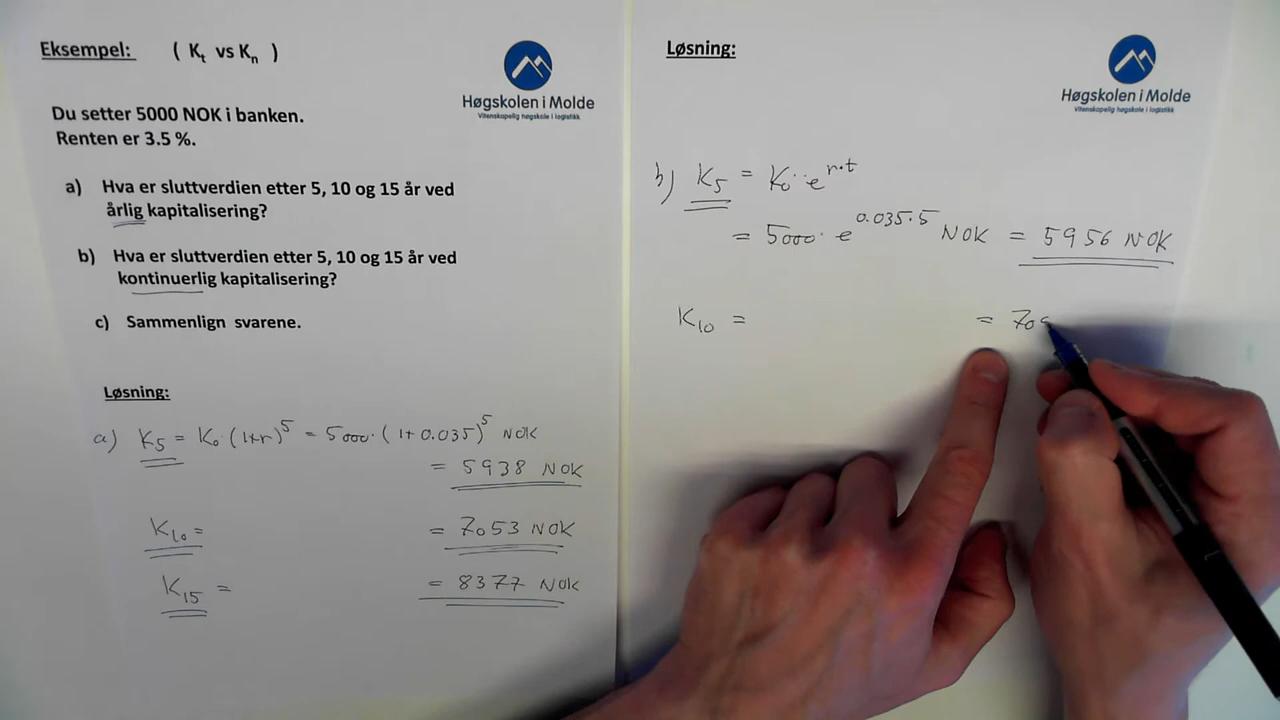 Eksempel: ( Kt vs Kn )
Høgskolen i Molde
Vitenskapelig høgskole i logistikk
Du setter 5000 NOK i banken.
Renten er 3.5 %.
a) Hva er sluttverdien etter 5, 10 og 15 år ved
årlig kapitalisering?
b) Hva er sluttverdien etter 5, 10 og 15 år ved
kontinuerlig kapitalisering?
c) Sammenlign svarene.
Løsning:
a) K5 = K0·(1+r)^5 = 5000·(1+0.035)^5 NOK
= 5938 NOK
K10 = = 7053 NOK
K15 = = 8377 NOK
Løsning:
Høgskolen i Molde
Vitenskapelig høgskole i logistikk
b) K5 = K0·e^r·t
= 5000·e^0.035·5 NOK = 5956 NOK
K10 = = 70